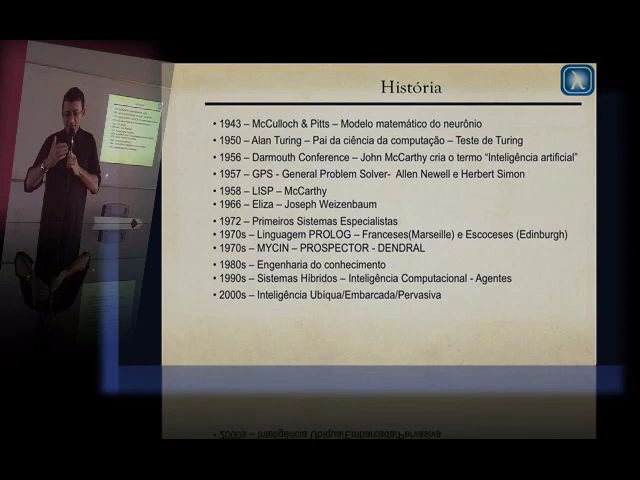 História
• 1943 – McCulloch & Pitts – Modelo matemático do neurônio
• 1950 – Alan Turing – Pai da ciência da computação – Teste de Turing
• 1956 – Darmouth Conference – John McCarthy cria o termo “Inteligência artificial”
• 1957 – GPS - General Problem Solver- Allen Newell e Herbert Simon
• 1958 – LISP – McCarthy
• 1966 – Eliza – Joseph Weizenbaum
• 1972 – Primeiros Sistemas Especialistas
• 1970s – Linguagem PROLOG – Franceses(Marseille) e Escoceses (Edinburgh)
• 1970s – MYCIN – PROSPECTOR - DENDRAL
• 1980s – Engenharia do conhecimento
• 1990s – Sistemas Híbridos – Inteligência Computacional - Agentes
• 2000s – Inteligência Ubíqua/Embarcada/Pervasiva